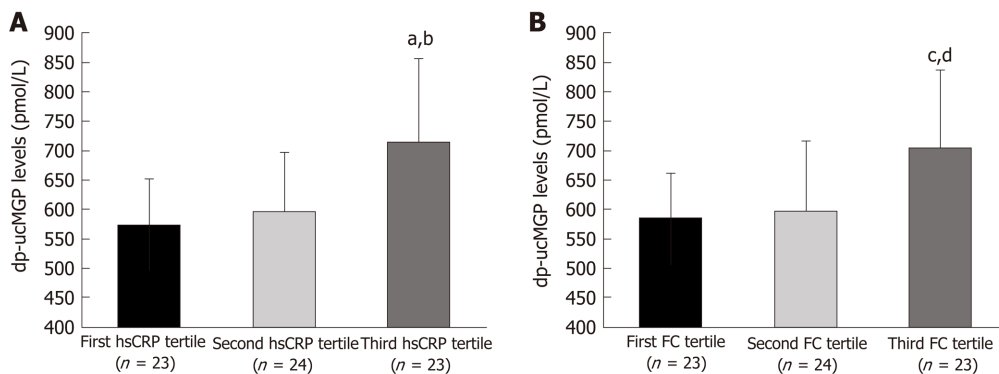 A
dp-ucMGP levels (pmol/L)
900
850
800
750
700
650
600
550
500
450
400
a,b
First hsCRP tertile
(n = 23)
Second hsCRP tertile
(n = 24)
Third hsCRP tertile
(n = 23)
B
dp-ucMGP levels (pmol/L)
900
850
800
750
700
650
600
550
500
450
400
c,d
First FC tertile
(n = 23)
Second FC tertile
(n = 24)
Third FC tertile
(n = 23)